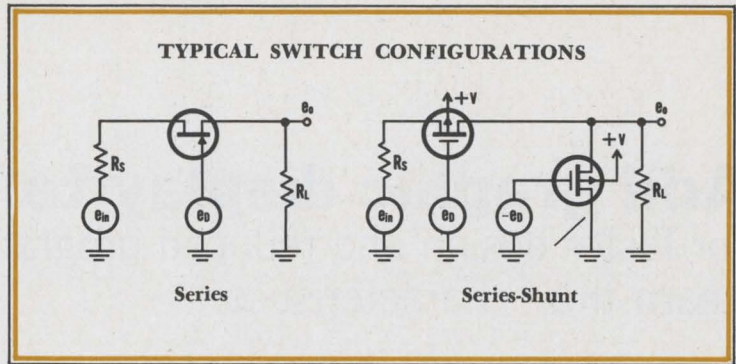 TYPICAL SWITCH CONFIGURATIONS
eo
RS
RL
ein
eD
Series
+V
eo
+V
RS
RL
ein
eD
-eD
Series-Shunt